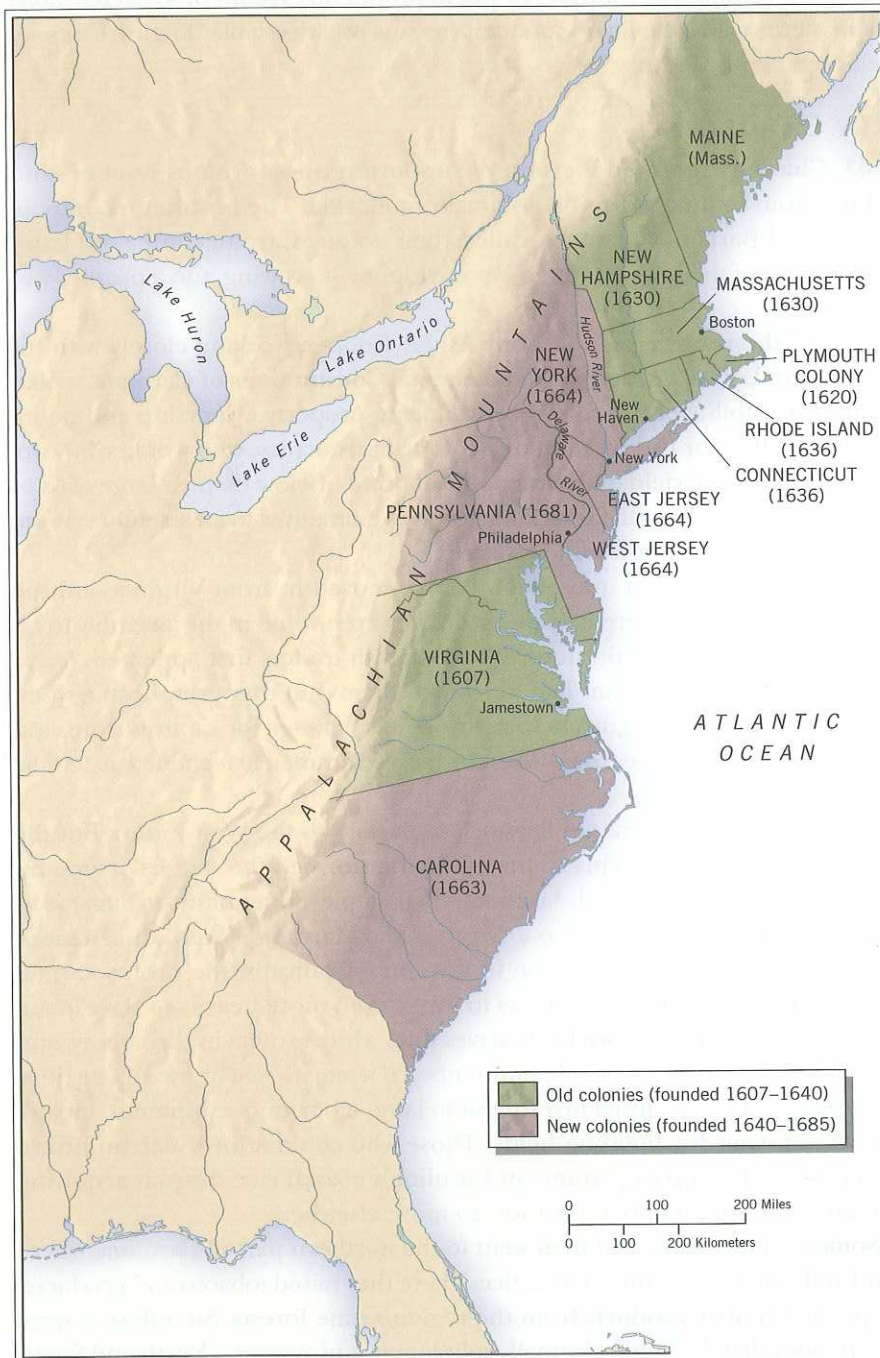 MAINE
(Mass.)
NEW
HAMPSHIRE
(1630)
MASSACHUSETTS
(1630)
Boston
PLYMOUTH
COLONY
(1620)
RHODE ISLAND
(1636)
CONNECTICUT
(1636)
New
Haven
NEW
YORK
(1664)
Hudson River
Lake Huron
Lake Ontario
Lake Erie
Delaware
River
New York
EAST JERSEY
(1664)
WEST JERSEY
(1664)
PENNSYLVANIA (1681)
Philadelphia
APPALACHIAN MOUNTAINS
VIRGINIA
(1607)
Jamestown
ATLANTIC
OCEAN
CAROLINA
(1663)
Old colonies (founded 1607–1640)
New colonies (founded 1640–1685)
0 100 200 Miles
0 100 200 Kilometers